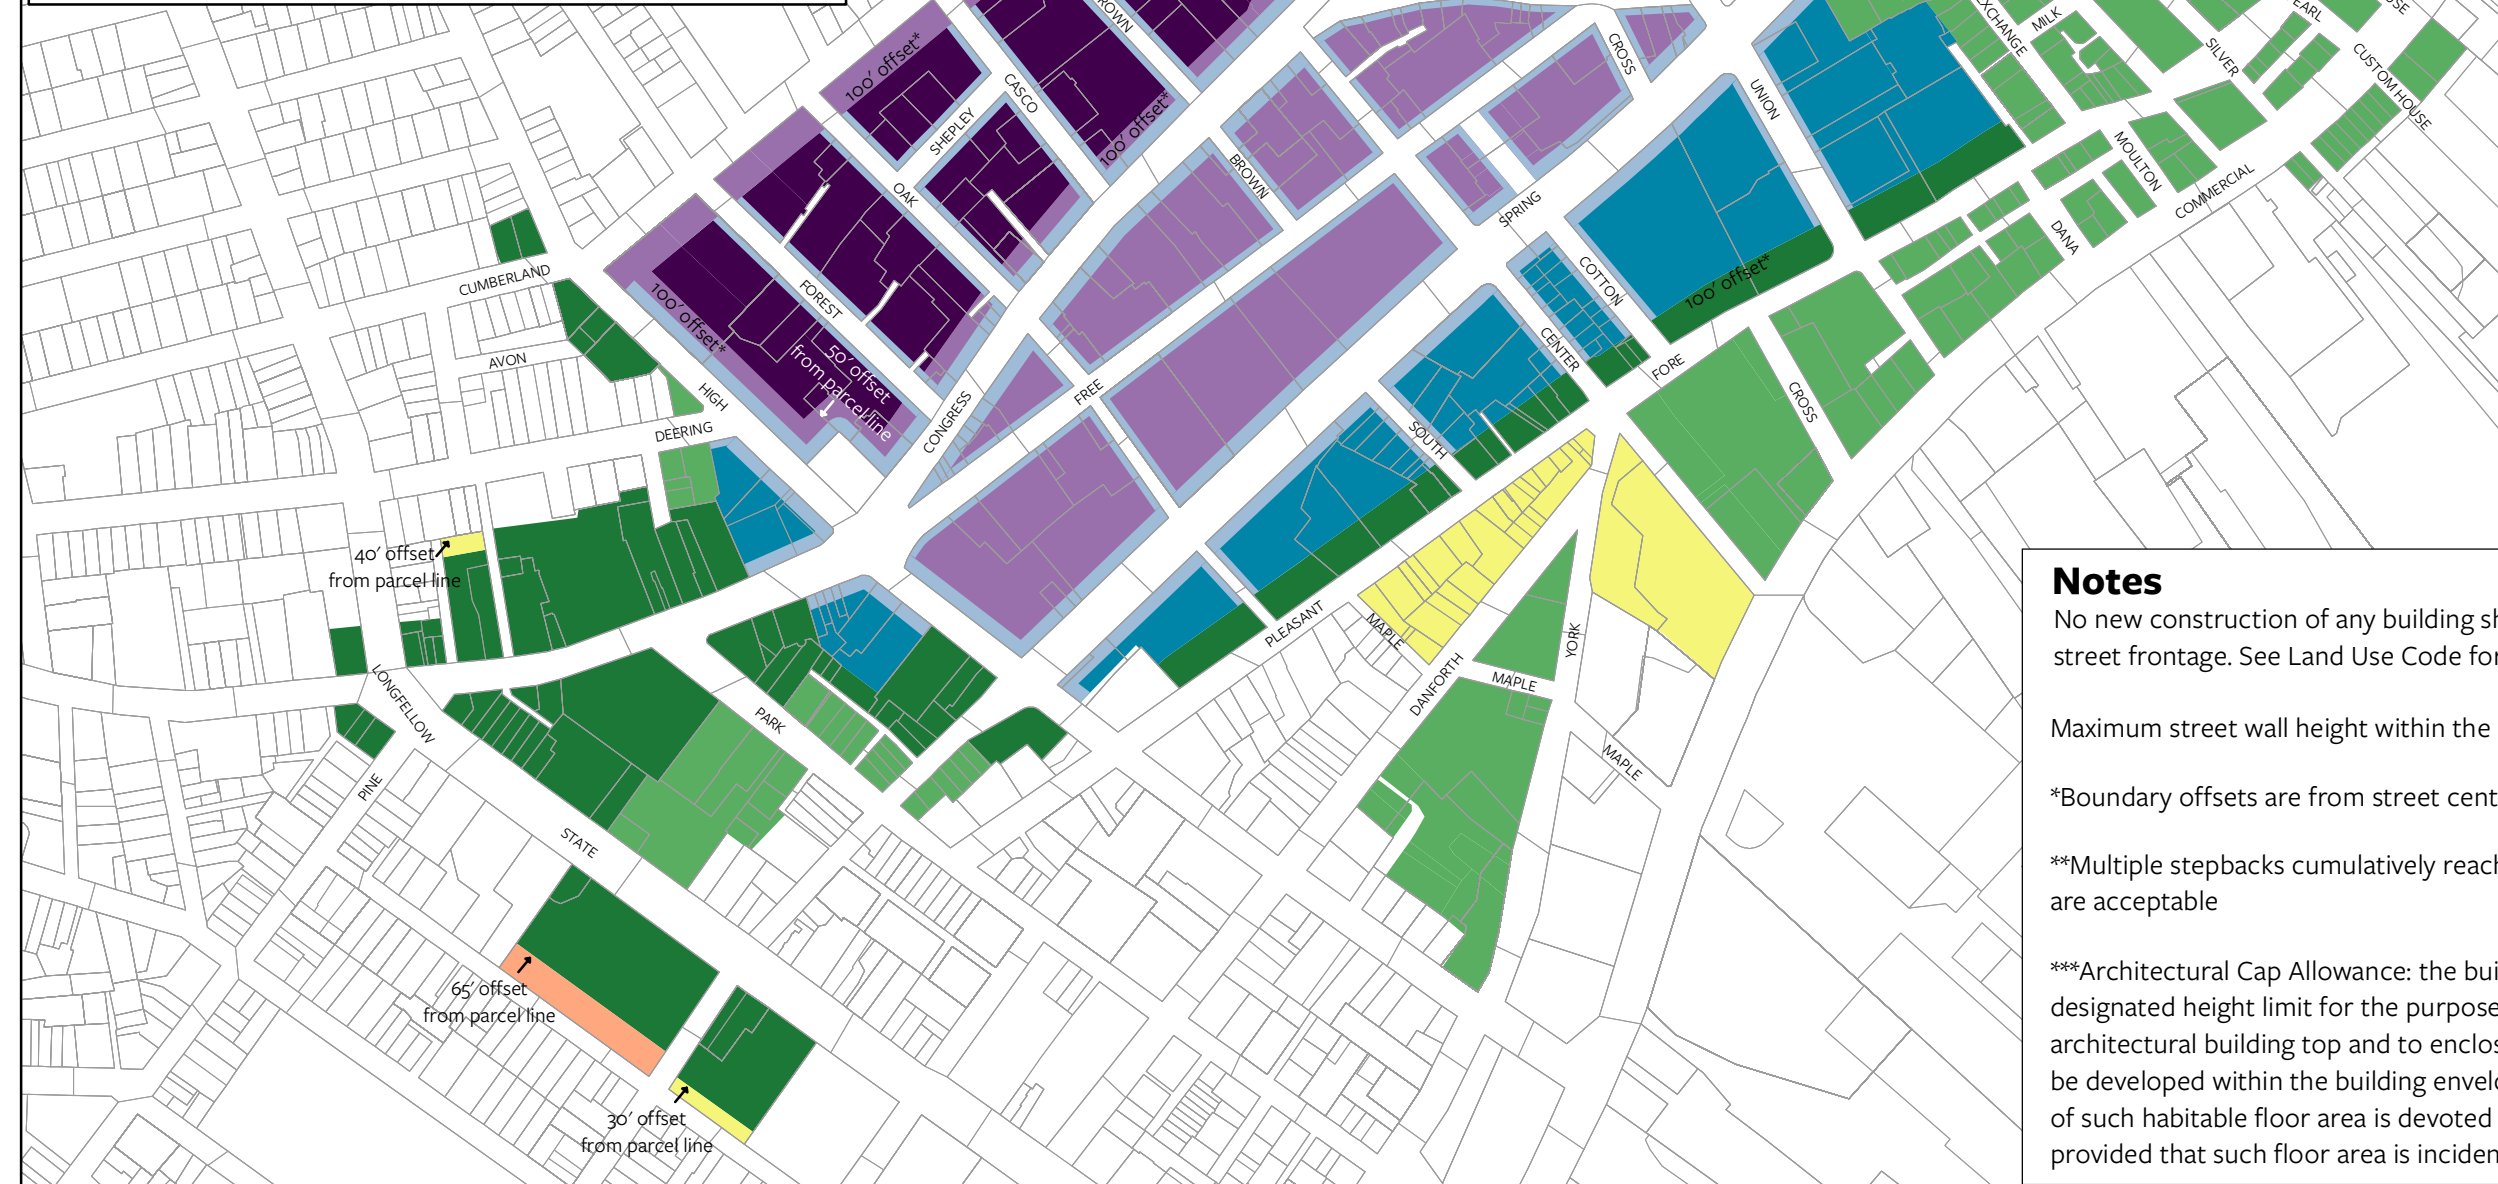 ROWN
CROSS
EXCHANGE
MILK
EARL
USE
SILVER
CUSTOM HOUSE
100' offset*
CASCO
SHEPLEY
100' offset*
UNION
MOULTON
COMMERCIAL
BROWN
OAK
SPRING
DANA
CUMBERLAND
COTTON
100' offset*
FOREST
100' offset*
50' offset
from parcel line
CENTER
AVON
HIGH
FREE
FORE
CROSS
DEERING
CONGRESS
SOUTH
40' offset
from parcel line
PLEASANT
MAPLE
YORK
LONGFELLOW
DANFORTH
MAPLE
PARK
MAPLE
PINE
STATE
65' offset
from parcel line
30' offset
from parcel line
Notes
No new construction of any building sh
street frontage. See Land Use Code for
Maximum street wall height within the
*Boundary offsets are from street cent
**Multiple stepbacks cumulatively reach
are acceptable
***Architectural Cap Allowance: the bui
designated height limit for the purpose
architectural building top and to enclos
be developed within the building envelo
of such habitable floor area is devoted
provided that such floor area is inciden